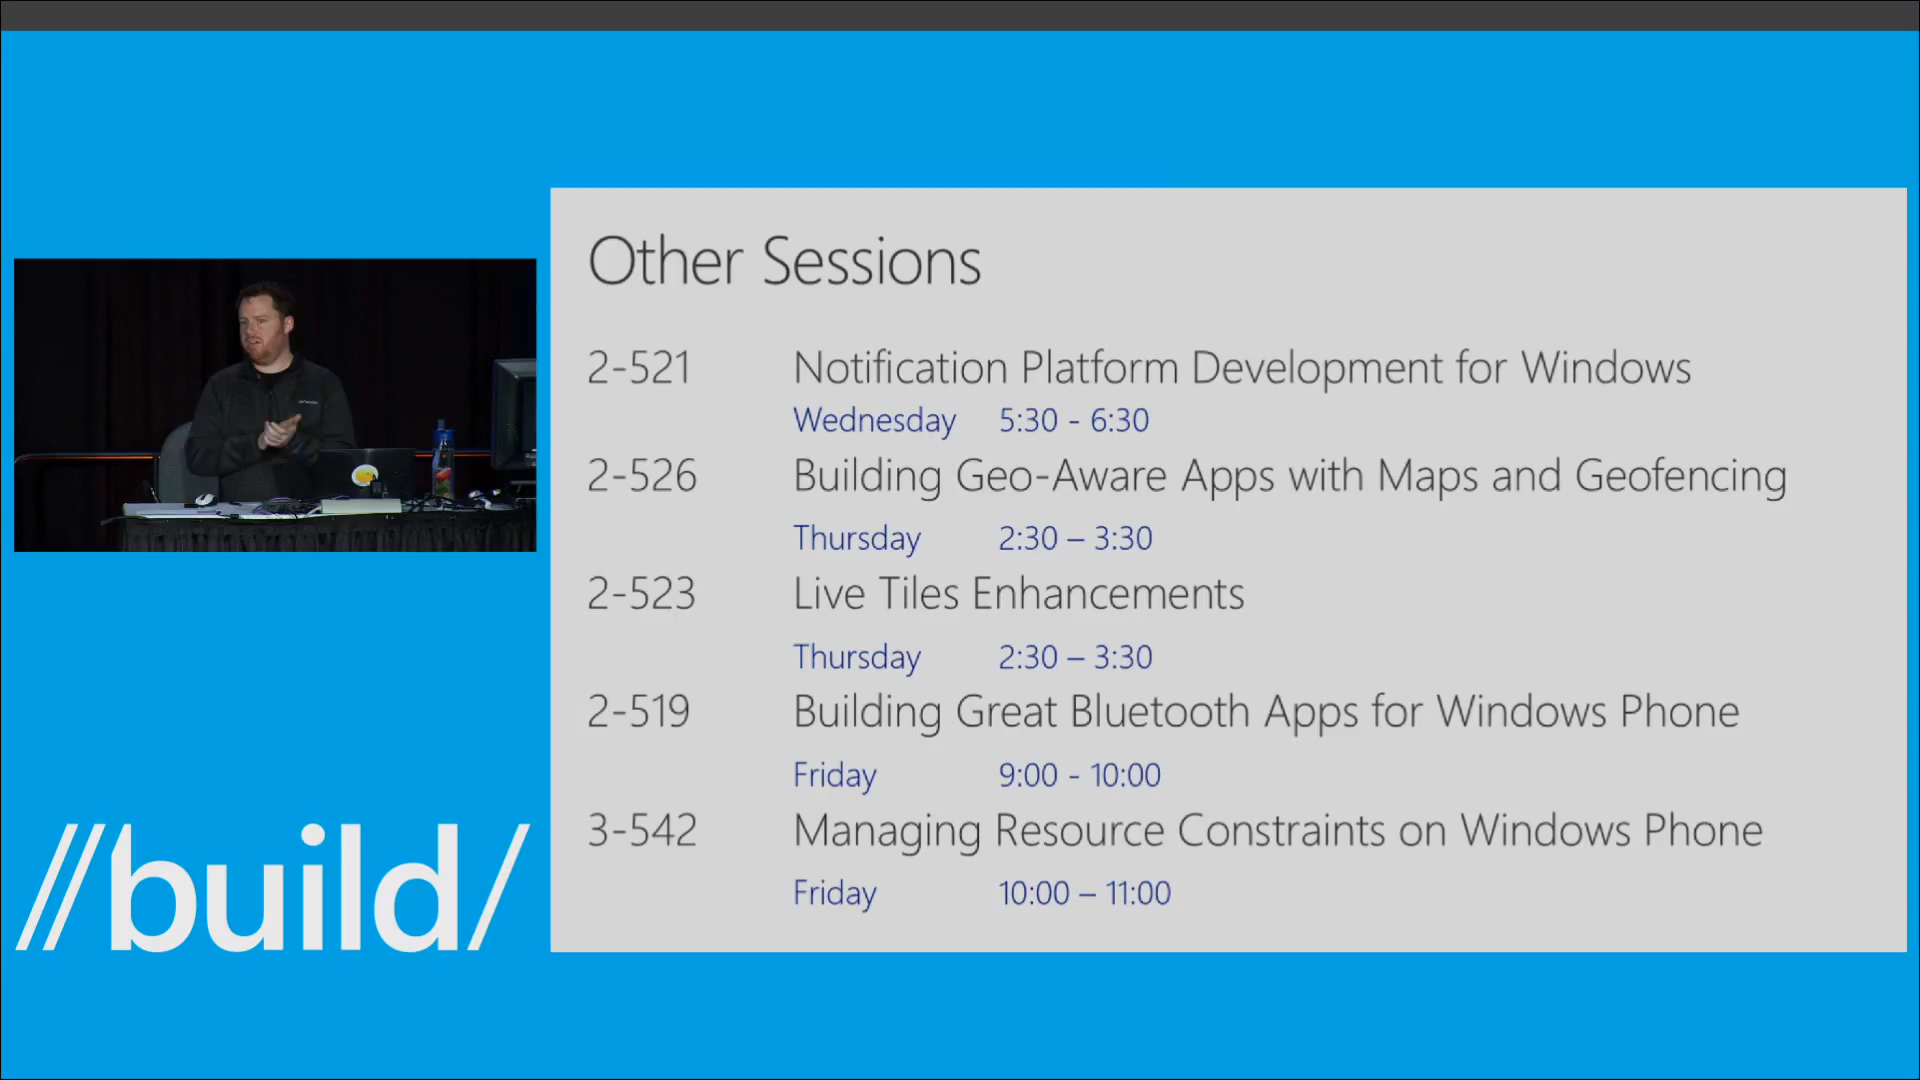 Other Sessions
2-521 Notification Platform Development for Windows
Wednesday 5:30 - 6:30
2-526 Building Geo-Aware Apps with Maps and Geofencing
Thursday 2:30 – 3:30
2-523 Live Tiles Enhancements
Thursday 2:30 – 3:30
2-519 Building Great Bluetooth Apps for Windows Phone
Friday 9:00 - 10:00
3-542 Managing Resource Constraints on Windows Phone
Friday 10:00 – 11:00
//build/